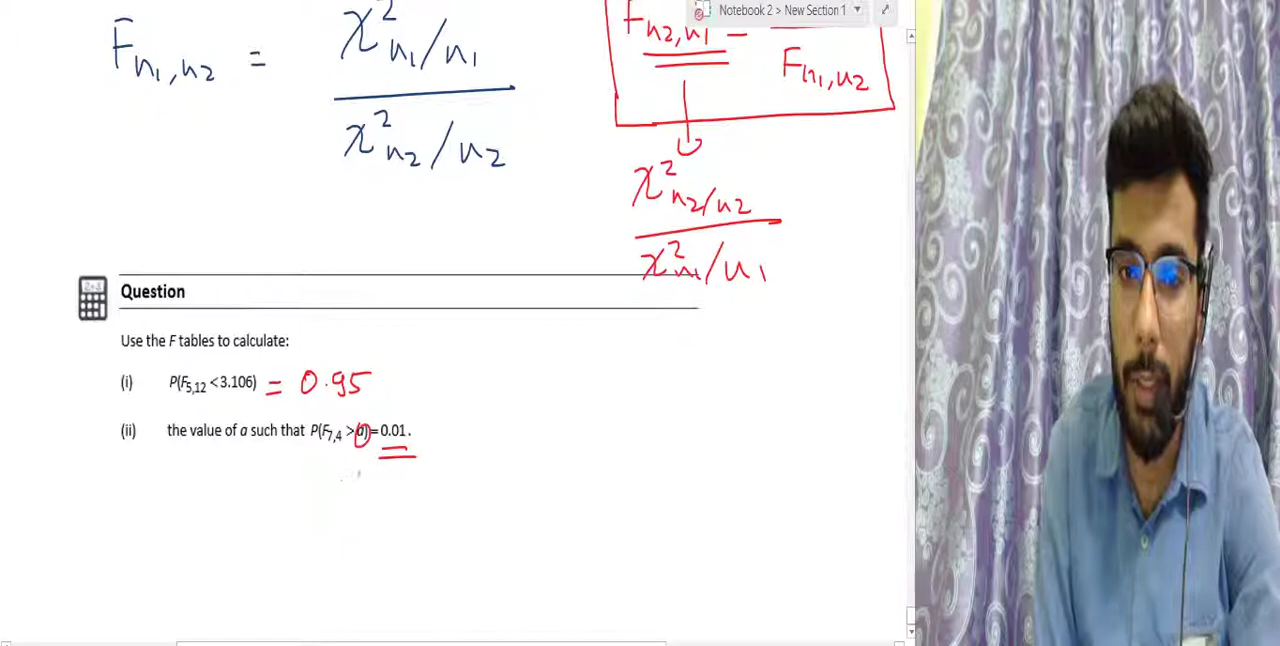 Notebook 2 > New Section 1
F n1, n2 = χ² n1 / n1
χ² n2 / n2
F n2, n1 =
F n1, n2
χ² n2 / n2
χ² n1 / n1
Question
Use the F tables to calculate:
(i) P(F5,12 < 3.106) = 0.95
(ii) the value of a such that P(F7,4 > a) = 0.01.